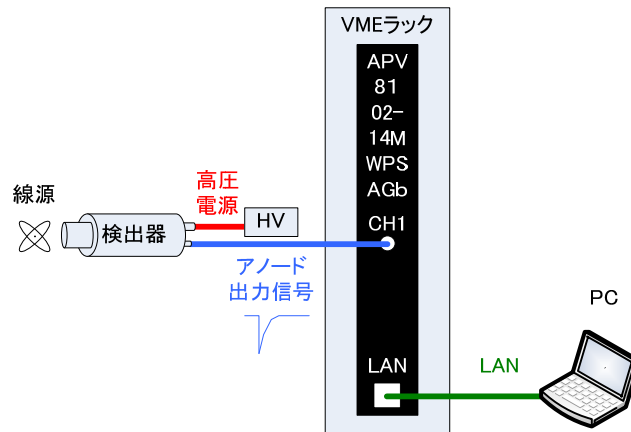 VMEラック
APV
81
02-
14M
WPS
AGb
CH1
線源
検出器
高圧
電源
HV
アノード
出力信号
LAN
LAN
PC